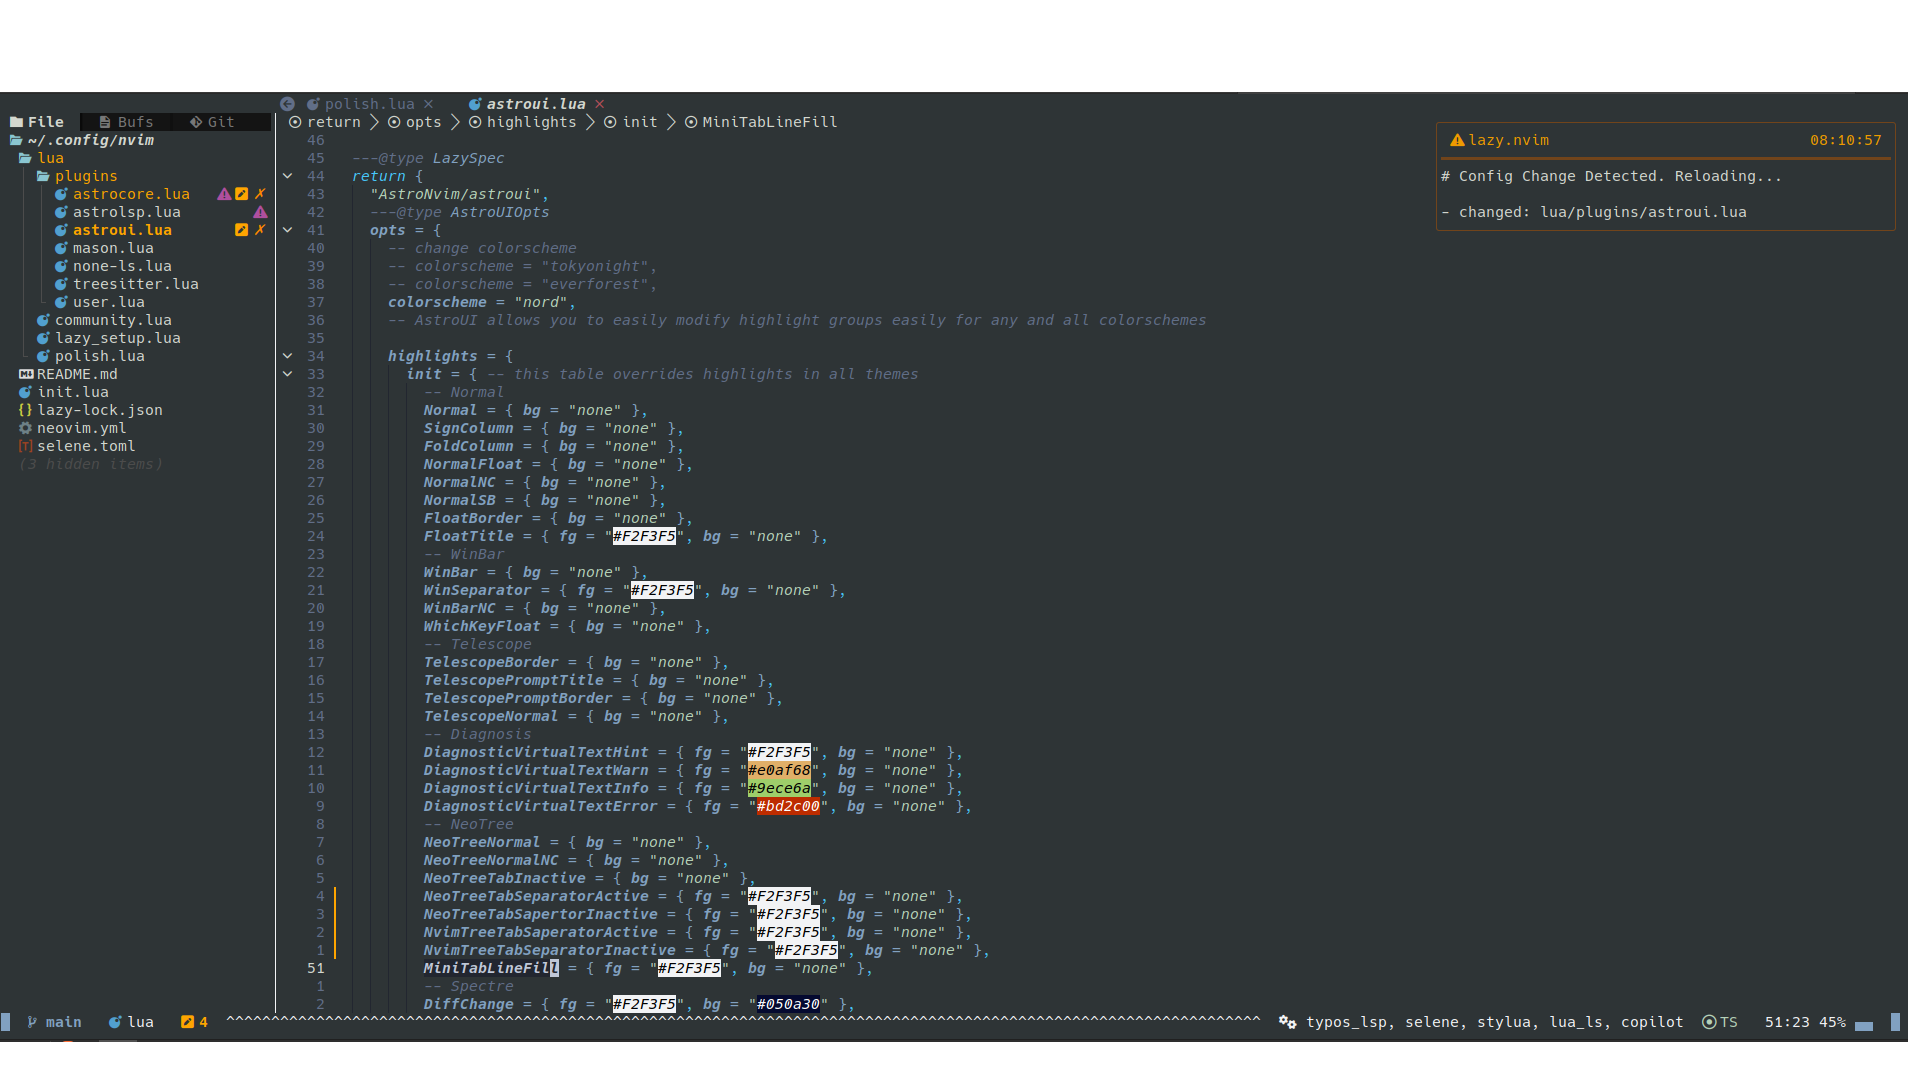 polish.lua astroui.lua
File Bufs Git return opts highlights init MiniTabLineFill
~/.config/nvim
lua
plugins
astrocore.lua
astrolsp.lua
astroui.lua
mason.lua
none-ls.lua
treesitter.lua
user.lua
community.lua
lazy_setup.lua
polish.lua
README.md
init.lua
lazy-lock.json
neovim.yml
selene.toml
(3 hidden items)
46
45 ---@type LazySpec
44 return {
43 "AstroNvim/astroui",
42 ---@type AstroUIOpts
41 opts = {
40 -- change colorscheme
39 -- colorscheme = "tokyonight",
38 -- colorscheme = "everforest",
37 colorscheme = "nord",
36 -- AstroUI allows you to easily modify highlight groups easily for any and all colorschemes
35
34 highlights = {
33 init = { -- this table overrides highlights in all themes
32 -- Normal
31 Normal = { bg = "none" },
30 SignColumn = { bg = "none" },
29 FoldColumn = { bg = "none" },
28 NormalFloat = { bg = "none" },
27 NormalNC = { bg = "none" },
26 NormalSB = { bg = "none" },
25 FloatBorder = { bg = "none" },
24 FloatTitle = { fg = "#F2F3F5", bg = "none" },
23 -- WinBar
22 WinBar = { bg = "none" },
21 WinSeparator = { fg = "#F2F3F5", bg = "none" },
20 WinBarNC = { bg = "none" },
19 WhichKeyFloat = { bg = "none" },
18 -- Telescope
17 TelescopeBorder = { bg = "none" },
16 TelescopePromptTitle = { bg = "none" },
15 TelescopePromptBorder = { bg = "none" },
14 TelescopeNormal = { bg = "none" },
13 -- Diagnosis
12 DiagnosticVirtualTextHint = { fg = "#F2F3F5", bg = "none" },
11 DiagnosticVirtualTextWarn = { fg = "#e0af68", bg = "none" },
10 DiagnosticVirtualTextInfo = { fg = "#9ece6a", bg = "none" },
9 DiagnosticVirtualTextError = { fg = "#bd2c00", bg = "none" },
8 -- NeoTree
7 NeoTreeNormal = { bg = "none" },
6 NeoTreeNormalNC = { bg = "none" },
5 NeoTreeTabInactive = { bg = "none" },
4 NeoTreeTabSeparatorActive = { fg = "#F2F3F5", bg = "none" },
3 NeoTreeTabSapertorInactive = { fg = "#F2F3F5", bg = "none" },
2 NvimTreeTabSaperatorActive = { fg = "#F2F3F5", bg = "none" },
1 NvimTreeTabSeparatorInactive = { fg = "#F2F3F5", bg = "none" },
51 MiniTabLineFill = { fg = "#F2F3F5", bg = "none" },
1 -- Spectre
2 DiffChange = { fg = "#F2F3F5", bg = "#050a30" },
lazy.nvim 08:10:57
# Config Change Detected. Reloading...
- changed: lua/plugins/astroui.lua
main lua 4 typos_lsp, selene, stylua, lua_ls, copilot TS 51:23 45%